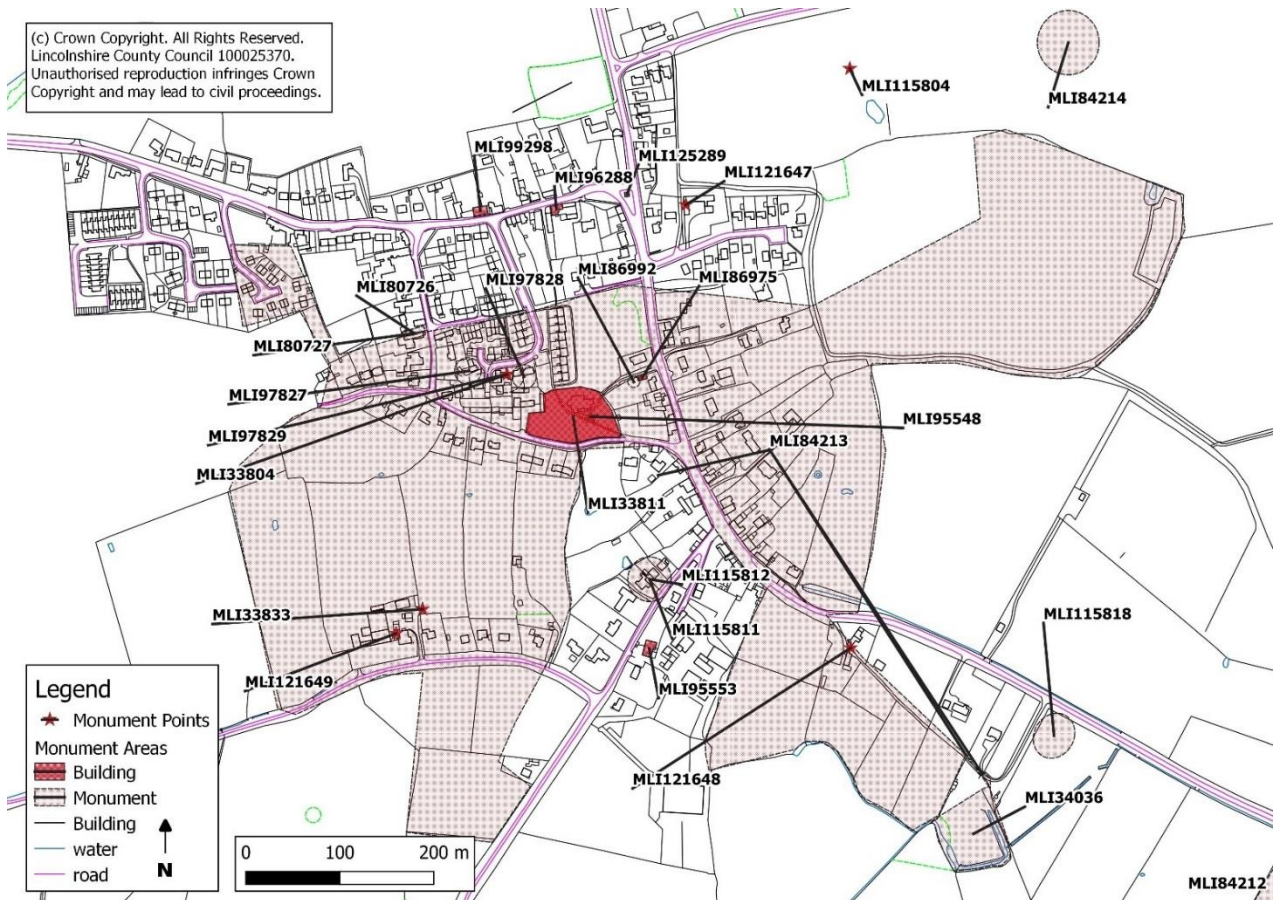 (c) Crown Copyright. All Rights Reserved.
Lincolnshire County Council 100025370.
Unauthorised reproduction infringes Crown
Copyright and may lead to civil proceedings.
MLI115804
MLI84214
MLI99298
MLI125289
MLI96288
MLI121647
MLI86992
MLI97828
MLI86975
MLI80726
MLI80727
MLI97827
MLI95548
MLI97829
MLI84213
MLI33804
MLI33811
MLI115812
MLI33833
MLI115818
MLI115811
MLI121649
MLI95553
MLI121648
MLI34036
MLI84212
Legend
Monument Points
Monument Areas
Building
Monument
Building
water
road
N
0 100 200 m